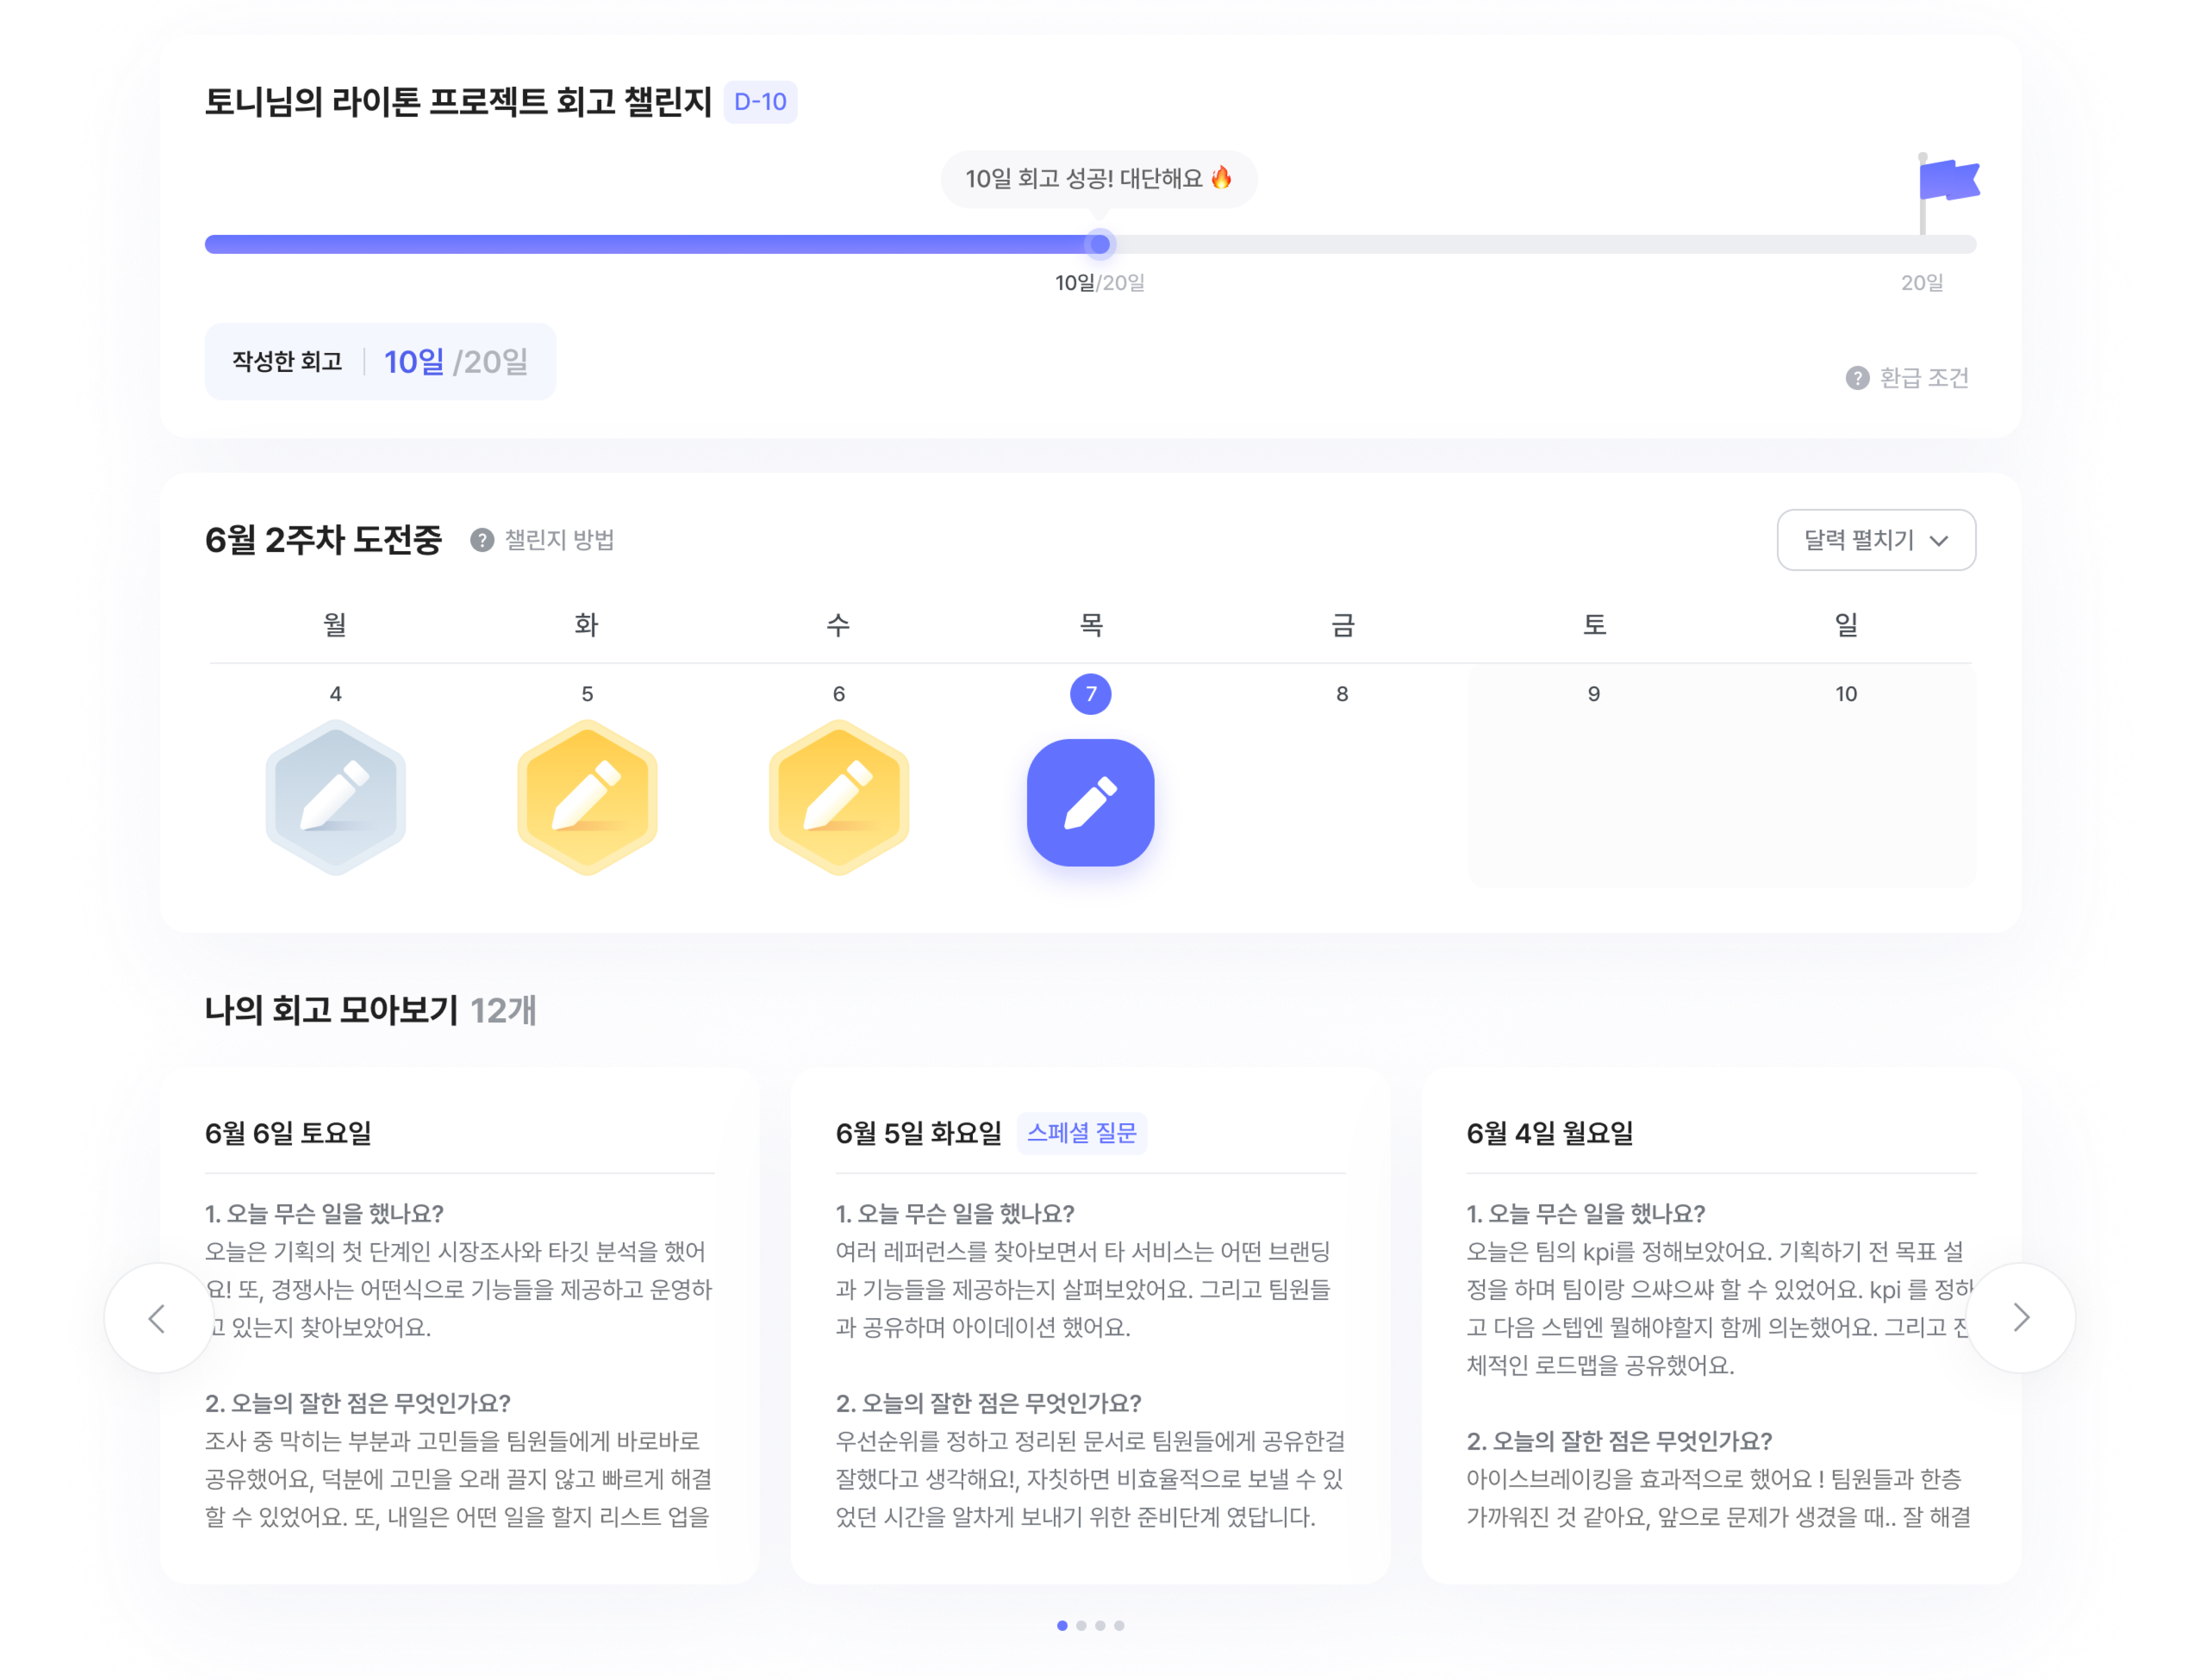 토니님의 라이톤 프로젝트 회고 챌린지 D-10
10일 회고 성공! 대단해요 🔥
10일/20일
20일
작성한 회고 10일 /20일
? 환급 조건
6월 2주차 도전중 ? 챌린지 방법
달력 펼치기
월 화 수 목 금 토 일
4 5 6 7 8 9 10
나의 회고 모아보기 12개
6월 6일 토요일
1. 오늘 무슨 일을 했나요?
오늘은 기획의 첫 단계인 시장조사와 타깃 분석을 했어
요! 또, 경쟁사는 어떤식으로 기능들을 제공하고 운영하
고 있는지 찾아보았어요.
2. 오늘의 잘한 점은 무엇인가요?
조사 중 막히는 부분과 고민들을 팀원들에게 바로바로
공유했어요, 덕분에 고민을 오래 끌지 않고 빠르게 해결
할 수 있었어요. 또, 내일은 어떤 일을 할지 리스트 업을
6월 5일 화요일 스페셜 질문
1. 오늘 무슨 일을 했나요?
여러 레퍼런스를 찾아보면서 타 서비스는 어떤 브랜딩
과 기능들을 제공하는지 살펴보았어요. 그리고 팀원들
과 공유하며 아이데이션 했어요.
2. 오늘의 잘한 점은 무엇인가요?
우선순위를 정하고 정리된 문서로 팀원들에게 공유한걸
잘했다고 생각해요!, 자칫하면 비효율적으로 보낼 수 있
었던 시간을 알차게 보내기 위한 준비단계 였답니다.
6월 4일 월요일
1. 오늘 무슨 일을 했나요?
오늘은 팀의 kpi를 정해보았어요. 기획하기 전 목표 설
정을 하며 팀이랑 으쌰으쌰 할 수 있었어요. kpi 를 정하
고 다음 스텝엔 뭘해야할지 함께 의논했어요. 그리고 전
체적인 로드맵을 공유했어요.
2. 오늘의 잘한 점은 무엇인가요?
아이스브레이킹을 효과적으로 했어요 ! 팀원들과 한층
가까워진 것 같아요, 앞으로 문제가 생겼을 때.. 잘 해결